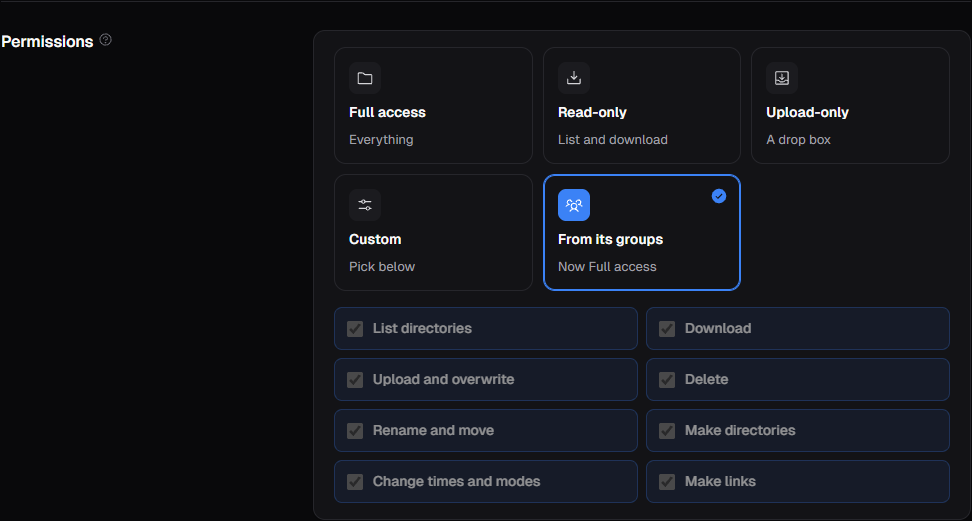 Permissions
Full access
Everything
Read-only
List and download
Upload-only
A drop box
Custom
Pick below
From its groups
Now Full access
List directories
Download
Upload and overwrite
Delete
Rename and move
Make directories
Change times and modes
Make links